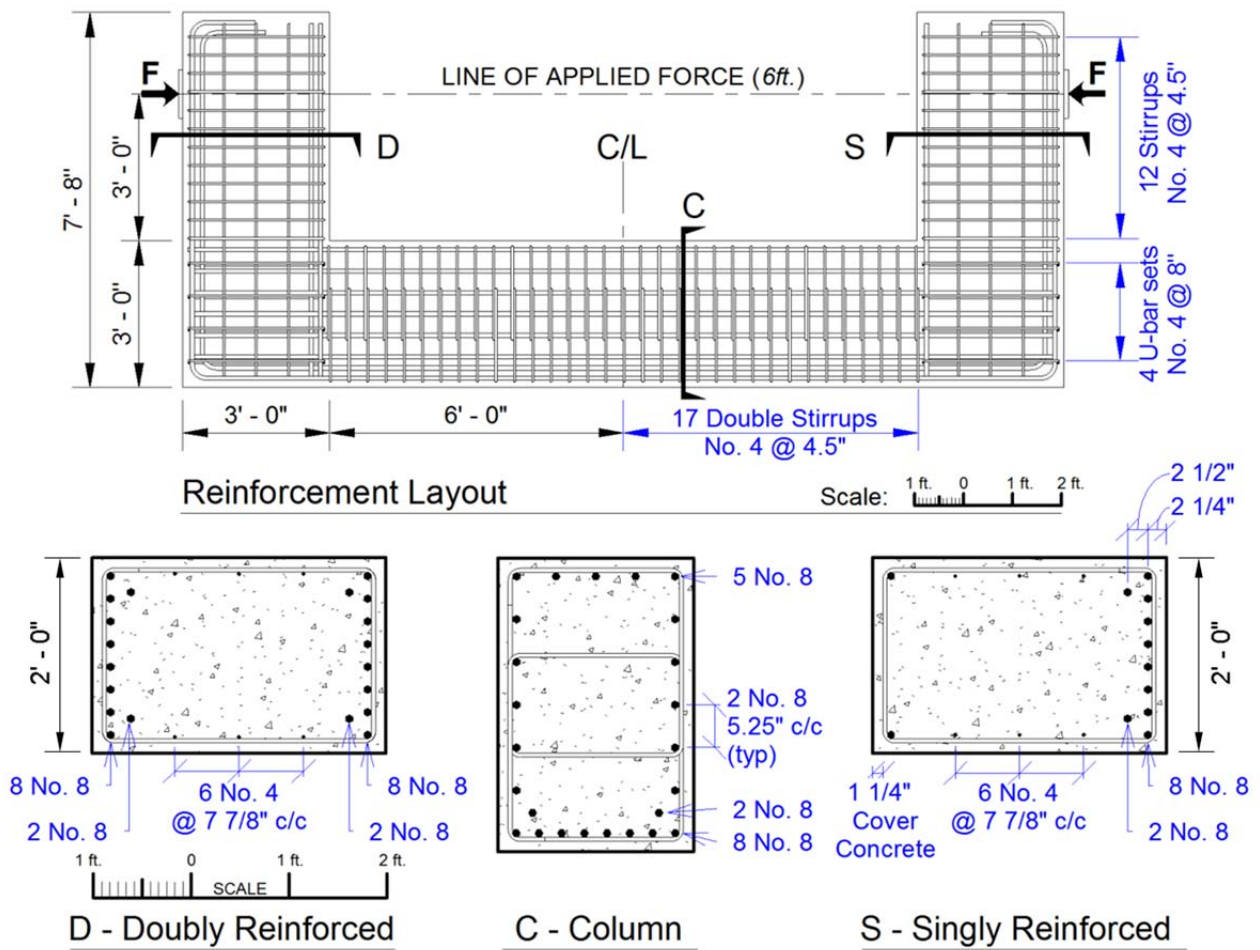 LINE OF APPLIED FORCE (6ft.)
F
F
D
C/L
S
C
7' - 8"
3' - 0"
3' - 0"
12 Stirrups
No. 4 @ 4.5"
4 U-bar sets
No. 4 @ 8"
3' - 0"
6' - 0"
17 Double Stirrups
No. 4 @ 4.5"
Reinforcement Layout
Scale:
1 ft.
0
1 ft.
2 ft.
2' - 0"
8 No. 8
2 No. 8
6 No. 4
@ 7 7/8" c/c
8 No. 8
2 No. 8
1 ft.
0
1 ft.
2 ft.
SCALE
D - Doubly Reinforced
5 No. 8
2 No. 8
5.25" c/c
(typ)
2 No. 8
8 No. 8
C - Column
2 1/2"
2 1/4"
2' - 0"
1 1/4"
Cover
Concrete
6 No. 4
@ 7 7/8" c/c
8 No. 8
2 No. 8
S - Singly Reinforced